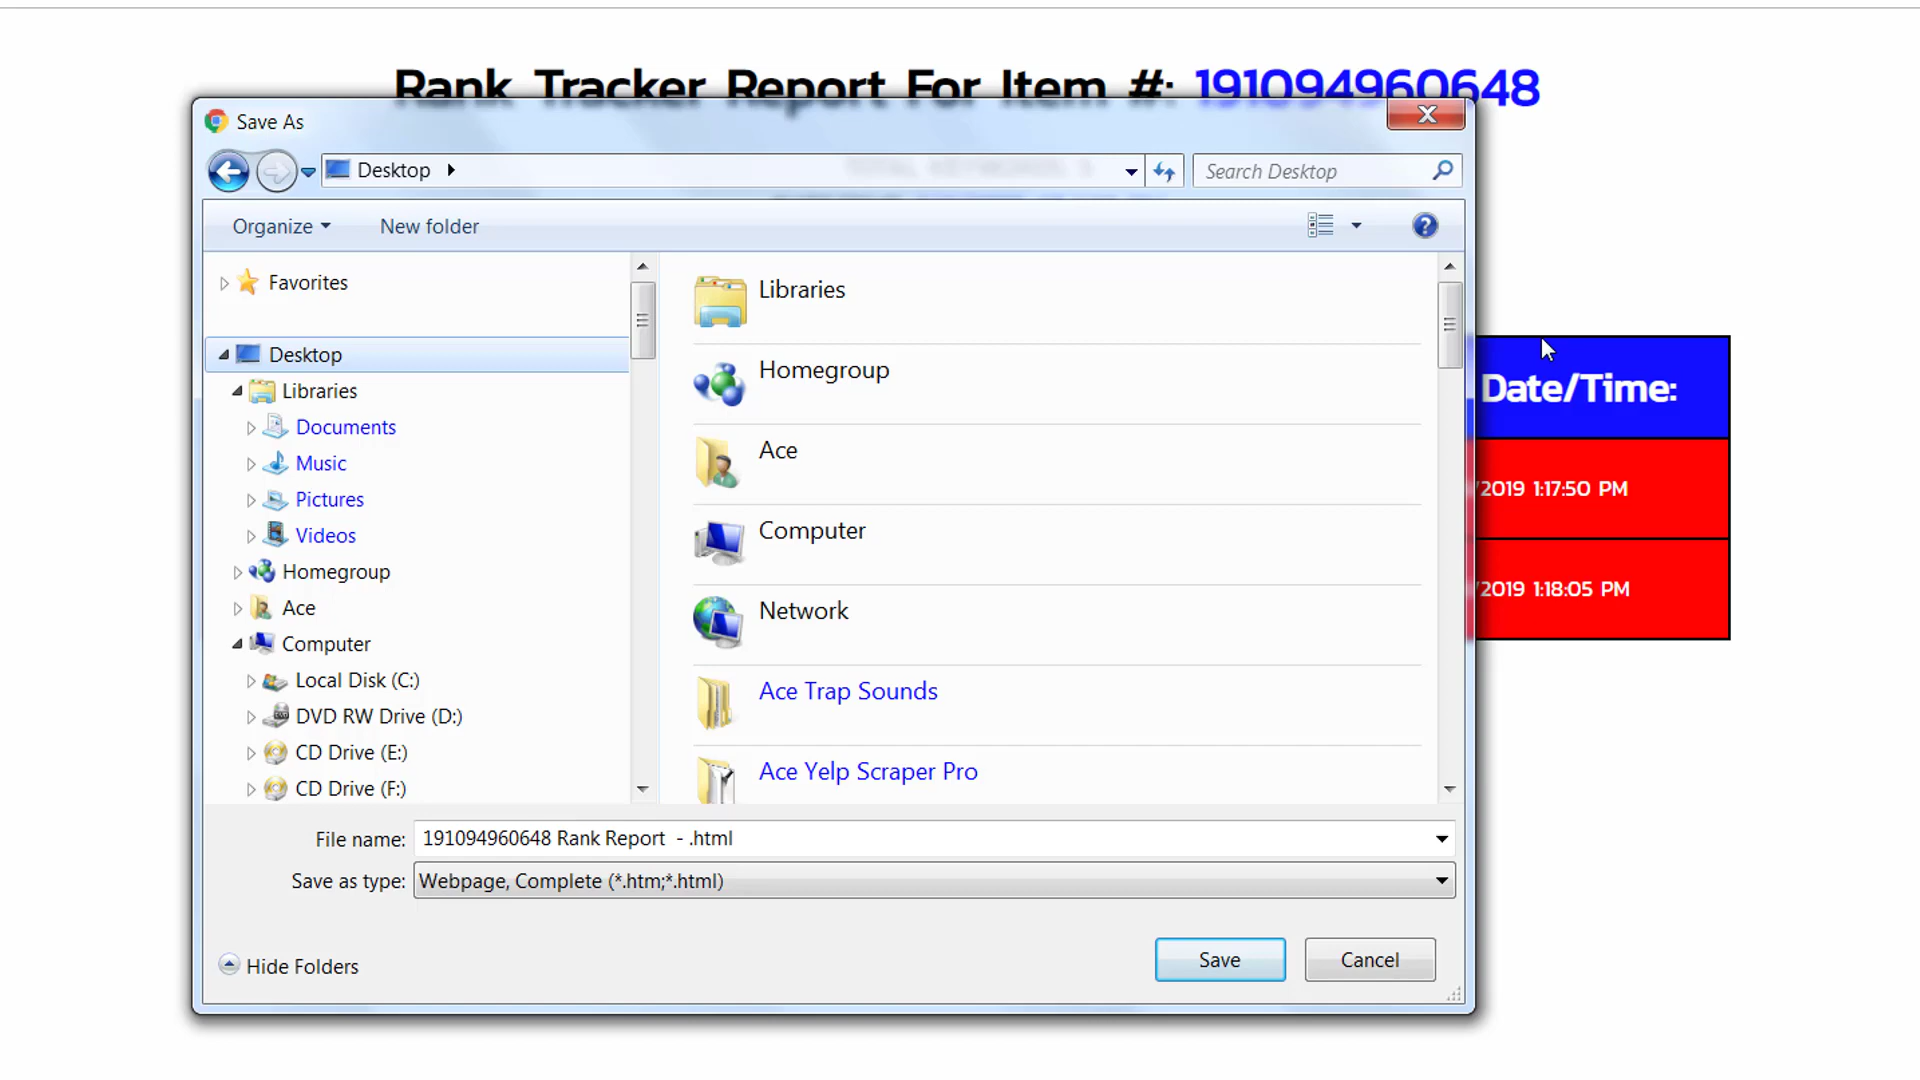 Rank Tracker Report For Item #: 191094960648
Save As
Desktop
Search Desktop
Organize
New folder
Favorites
Desktop
Libraries
Documents
Music
Pictures
Videos
Homegroup
Ace
Computer
Local Disk (C:)
DVD RW Drive (D:)
CD Drive (E:)
CD Drive (F:)
Libraries
Homegroup
Ace
Computer
Network
Ace Trap Sounds
Ace Yelp Scraper Pro
Date/Time:
/2019 1:17:50 PM
/2019 1:18:05 PM
File name: 191094960648 Rank Report  - .html
Save as type: Webpage, Complete (*.htm;*.html)
Hide Folders
Save
Cancel